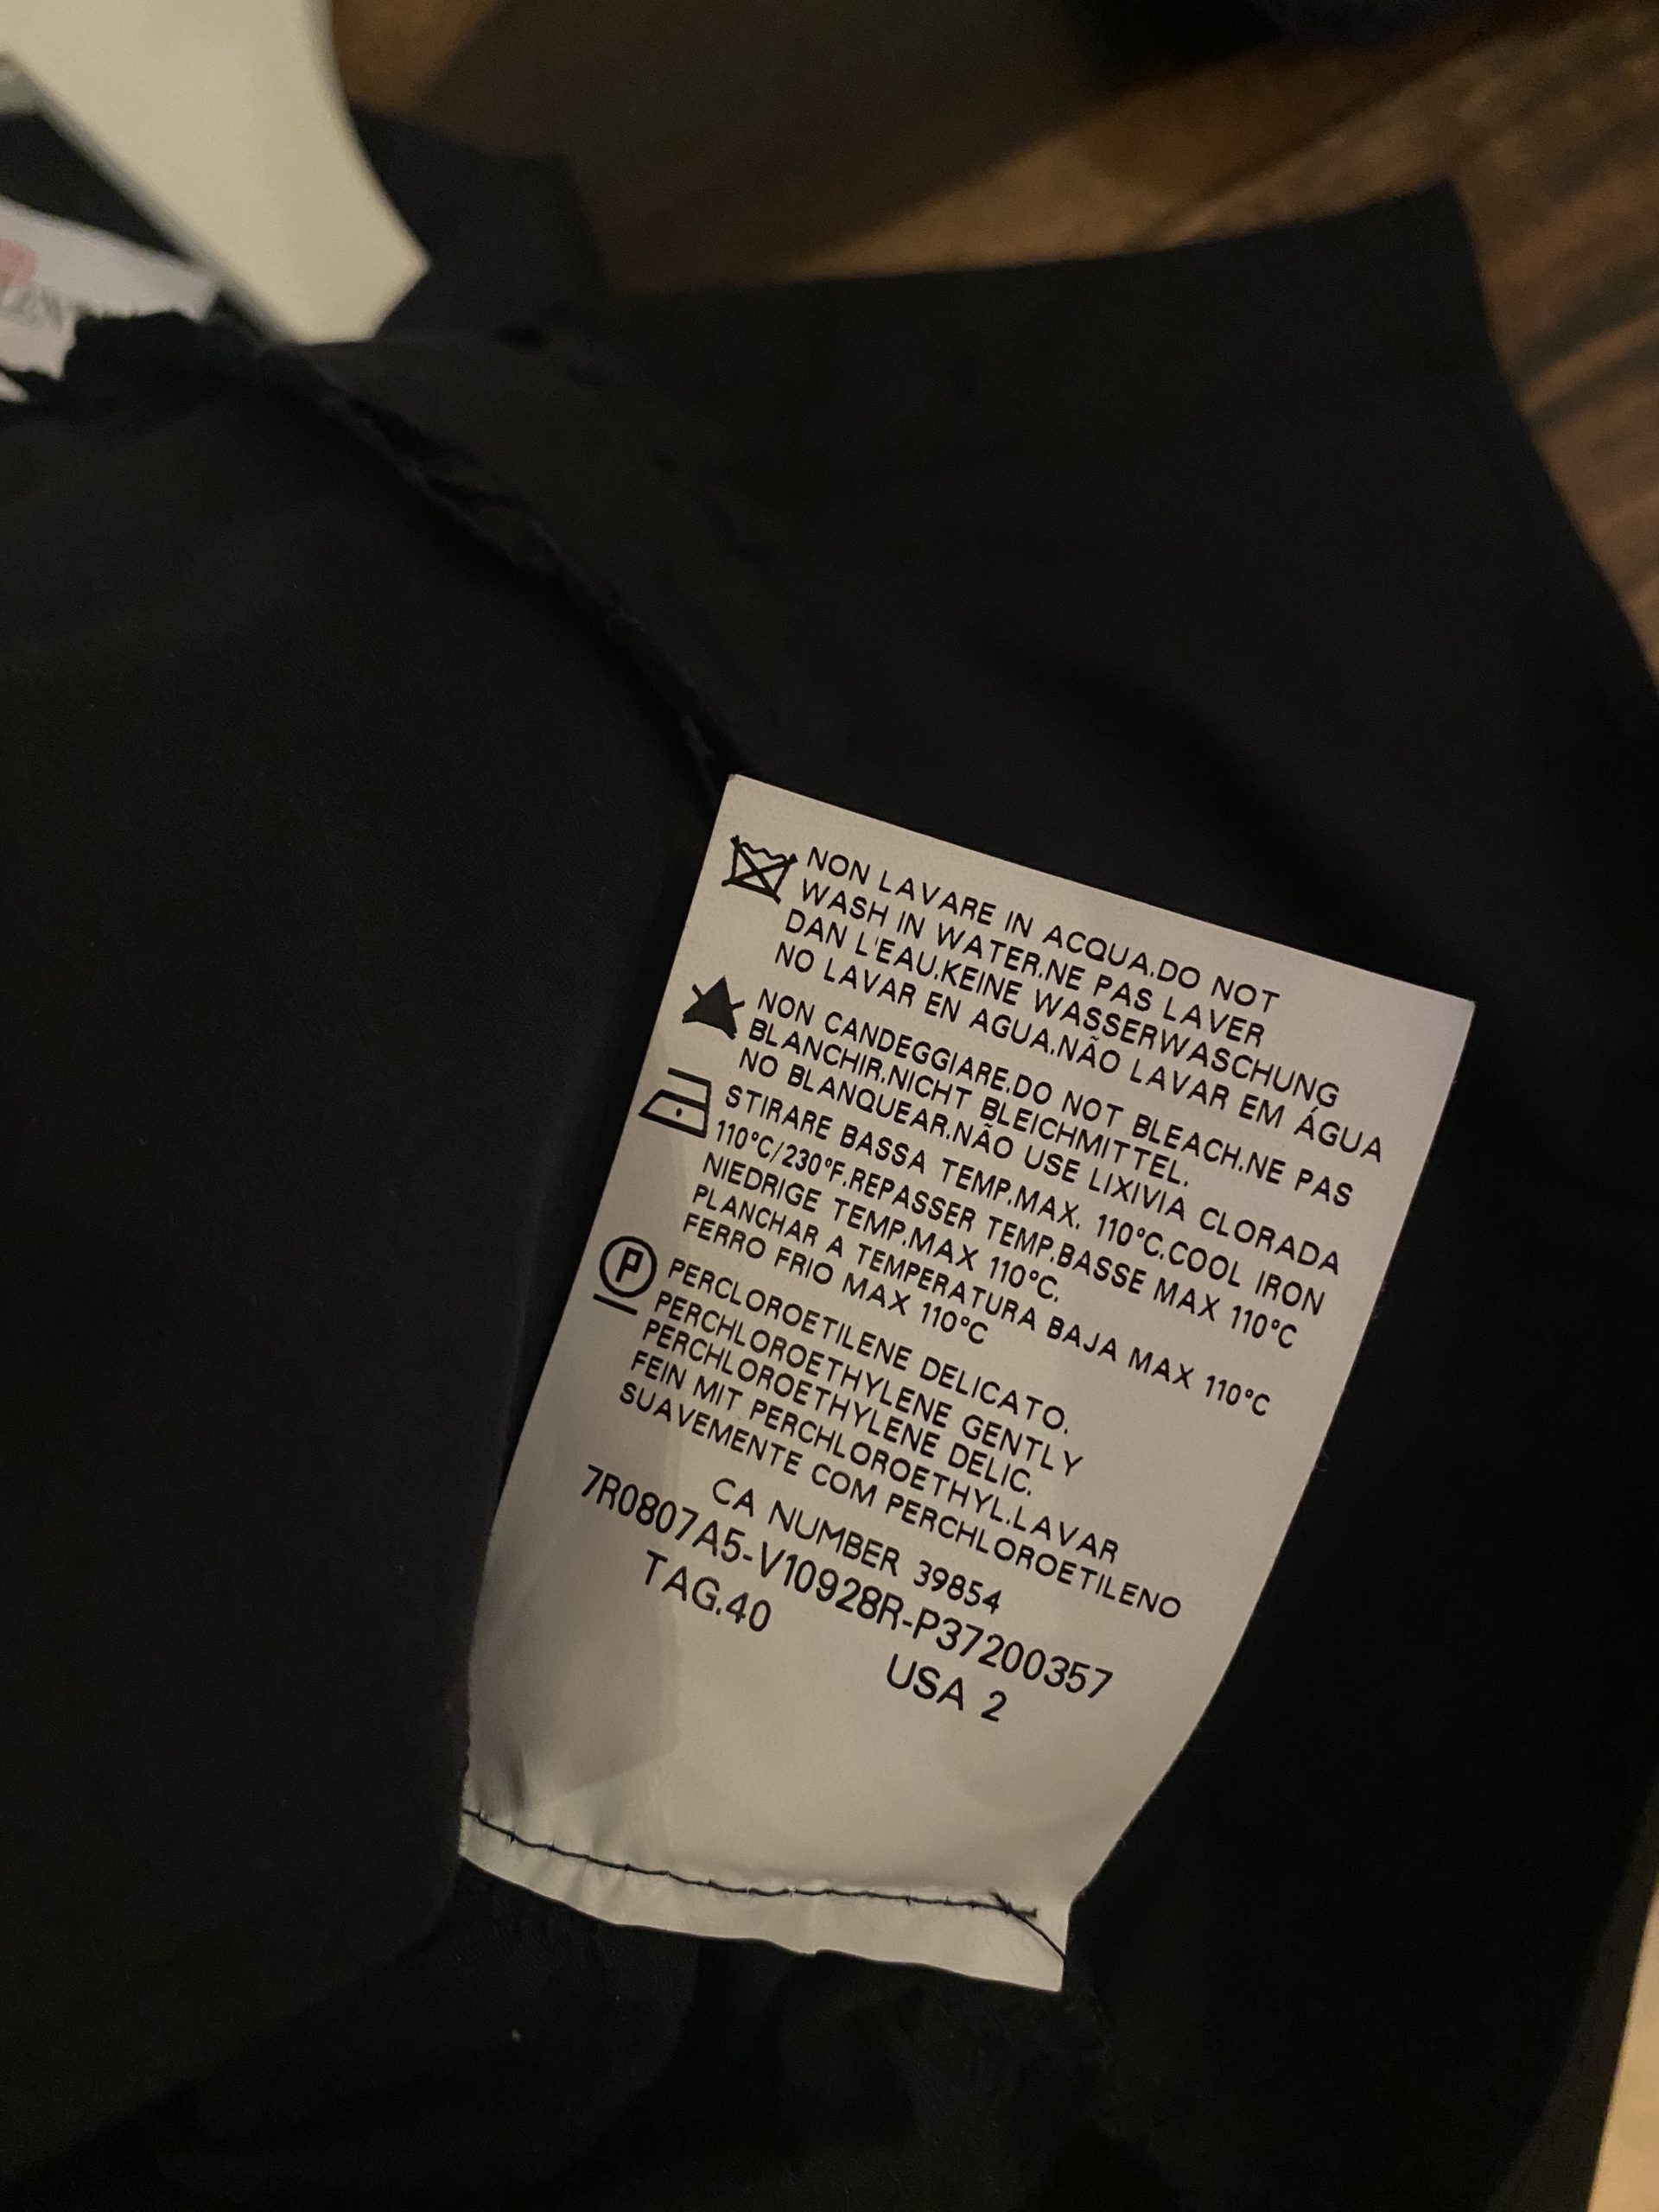 NON LAVARE IN ACQUA.DO NOT
WASH IN WATER.NE PAS LAVER
DAN L'EAU.KEINE WASSERWASCHUNG
NO LAVAR EN AGUA.NÃO LAVAR EM ÁGUA
NON CANDEGGIARE.DO NOT BLEACH.NE PAS
BLANCHIR.NICHT BLEICHMITTEL.
NO BLANQUEAR.NÃO USE LIXIVIA CLORADA
STIRARE BASSA TEMP.MAX. 110°C.COOL IRON
110°C/230°F.REPASSER TEMP.BASSE MAX 110°C
NIEDRIGE TEMP.MAX 110°C.
PLANCHAR A TEMPERATURA BAJA MAX 110°C
FERRO FRIO MAX 110°C
P PERCLOROETILENE DELICATO.
PERCHLOROETHYLENE GENTLY
PERCHLOROETHYLENE DELIC.
FEIN MIT PERCHLOROETHYL.LAVAR
SUAVEMENTE COM PERCHLOROETILENO
CA NUMBER 39854
7R0807A5-V10928R-P37200357
TAG.40 USA 2